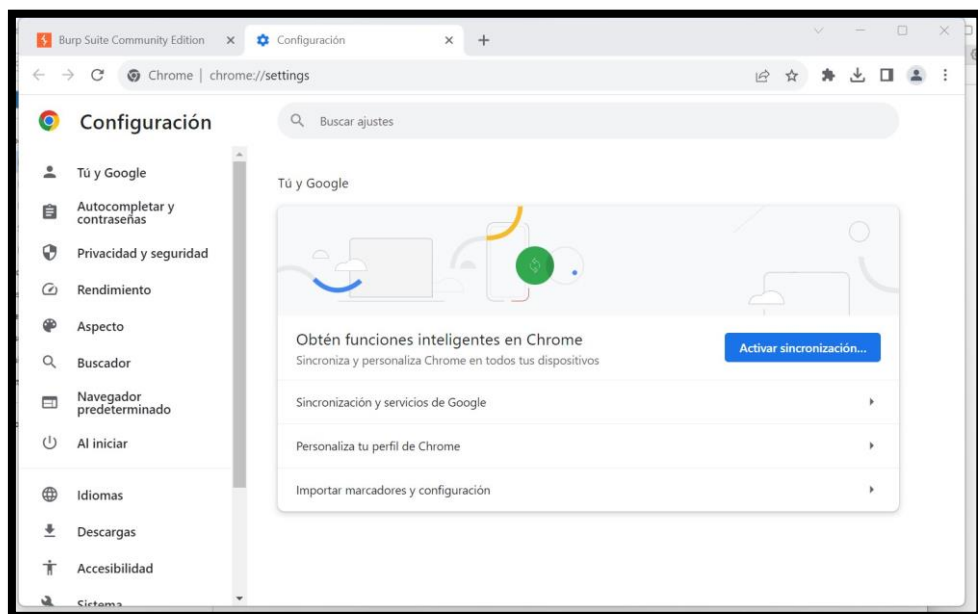 Burp Suite Community Edition
Configuración
Chrome | chrome://settings
Configuración
Buscar ajustes
Tú y Google
Autocompletar y
contraseñas
Privacidad y seguridad
Rendimiento
Aspecto
Buscador
Navegador
predeterminado
Al iniciar
Idiomas
Descargas
Accesibilidad
Sistema
Tú y Google
Obtén funciones inteligentes en Chrome
Sincroniza y personaliza Chrome en todos tus dispositivos
Activar sincronización...
Sincronización y servicios de Google
Personaliza tu perfil de Chrome
Importar marcadores y configuración